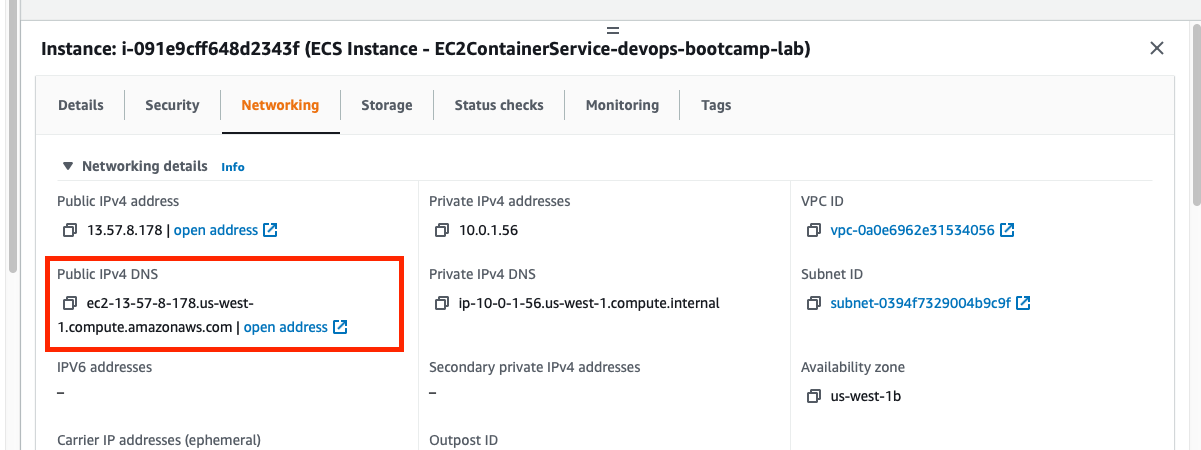 Instance: i-091e9cff648d2343f (ECS Instance - EC2ContainerService-devops-bootcamp-lab)
Details Security Networking Storage Status checks Monitoring Tags
Networking details Info
Public IPv4 address
13.57.8.178 | open address
Private IPv4 addresses
10.0.1.56
VPC ID
vpc-0a0e6962e31534056
Public IPv4 DNS
ec2-13-57-8-178.us-west-
1.compute.amazonaws.com | open address
Private IPv4 DNS
ip-10-0-1-56.us-west-1.compute.internal
Subnet ID
subnet-0394f7329004b9c9f
IPV6 addresses
–
Secondary private IPv4 addresses
–
Availability zone
us-west-1b
Carrier IP addresses (ephemeral)
Outpost ID